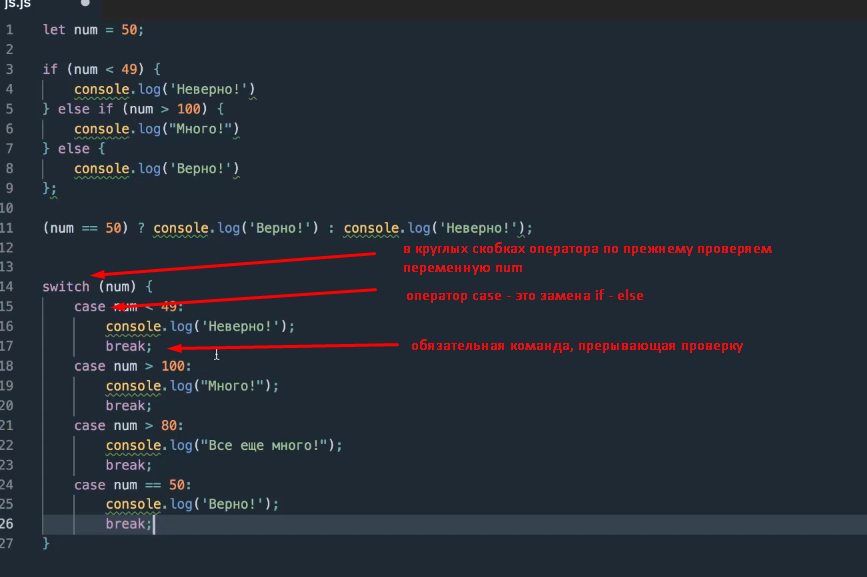 js.js
1 let num = 50;
2
3 if (num < 49) {
4 console.log('Неверно!')
5 } else if (num > 100) {
6 console.log("Много!")
7 } else {
8 console.log('Верно!')
9 };
10
11 (num == 50) ? console.log('Верно!') : console.log('Неверно!');
12
в круглых скобках оператора по прежнему проверяем
13
переменную num
14 switch (num) {
оператор case - это замена if - else
15 case num < 49:
16 console.log('Неверно!');
17 break;
обязательная команда, прерывающая проверку
18 case num > 100:
19 console.log("Много!");
20 break;
21 case num > 80:
22 console.log("Все еще много!");
23 break;
24 case num == 50:
25 console.log('Верно!');
26 break;
27 }